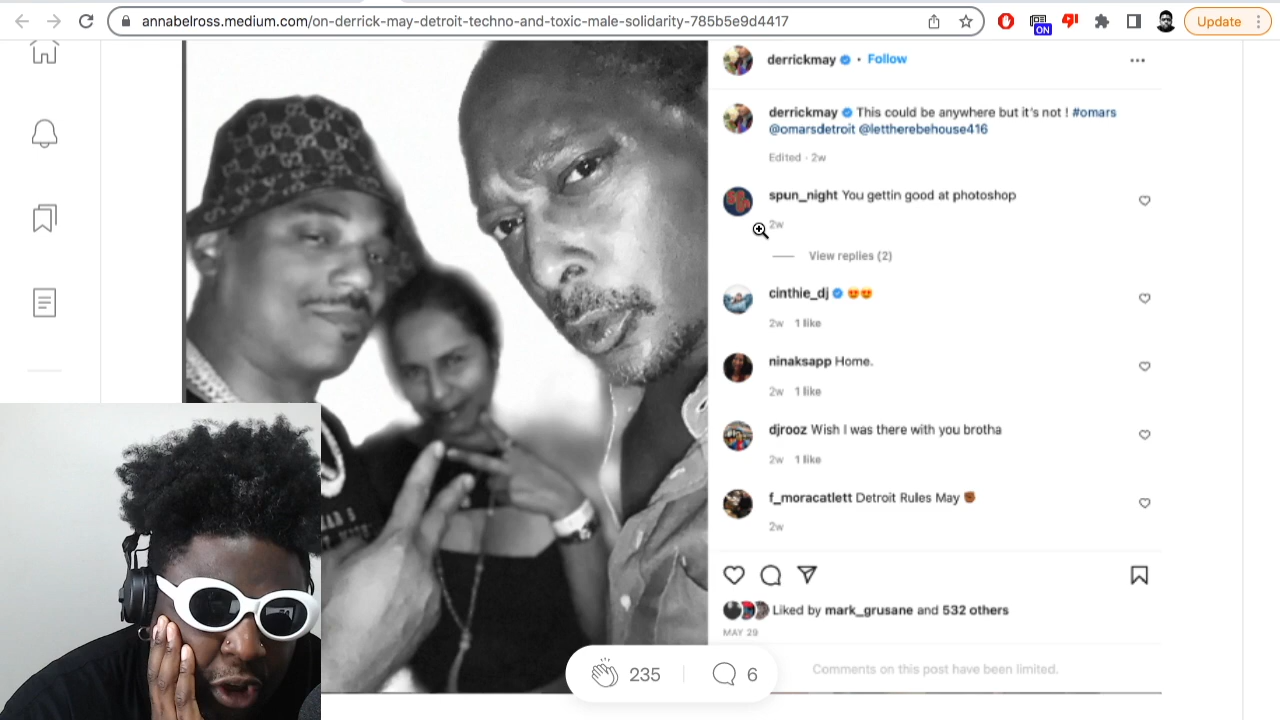 annabelross.medium.com/on-derrick-may-detroit-techno-and-toxic-male-solidarity-785b5e9d4417
ON
Update
derrickmay • Follow
derrickmay This could be anywhere but it's not ! #omars
@omarsdetroit @lettherebehouse416
Edited · 2w
spun_night You gettin good at photoshop
2w
View replies (2)
cinthie_dj 😍😍
2w 1 like
ninaksapp Home.
2w 1 like
djrooz Wish I was there with you brotha
2w 1 like
f_moracatlett Detroit Rules May ✊🏾
2w
Liked by mark_grusane and 532 others
MAY 29
Comments on this post have been limited.
235
6